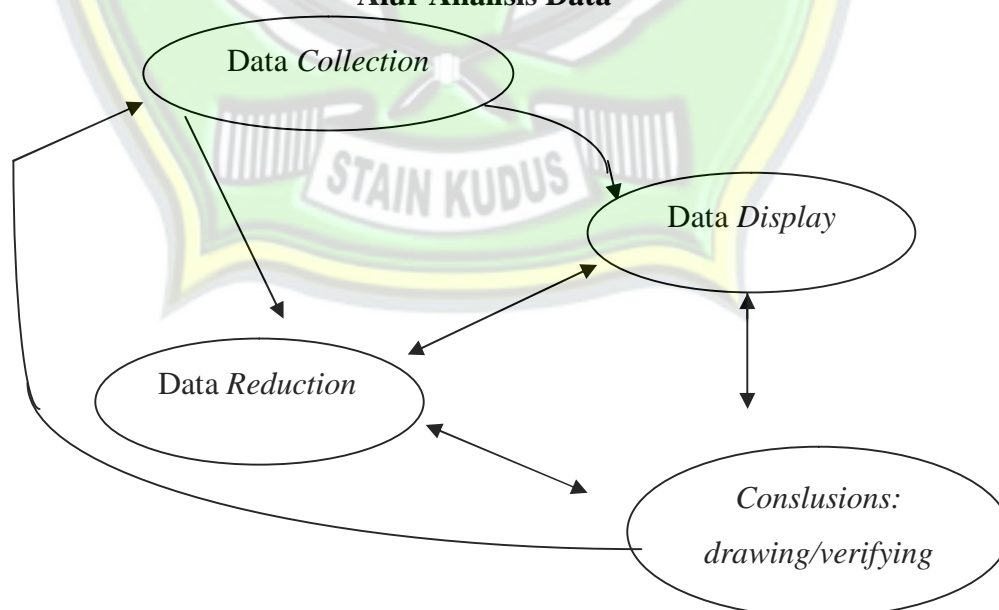 Alur Analisis Data
Data Collection
STAIN KUDUS
Data Display
Data Reduction
Conslusions:
drawing/verifying